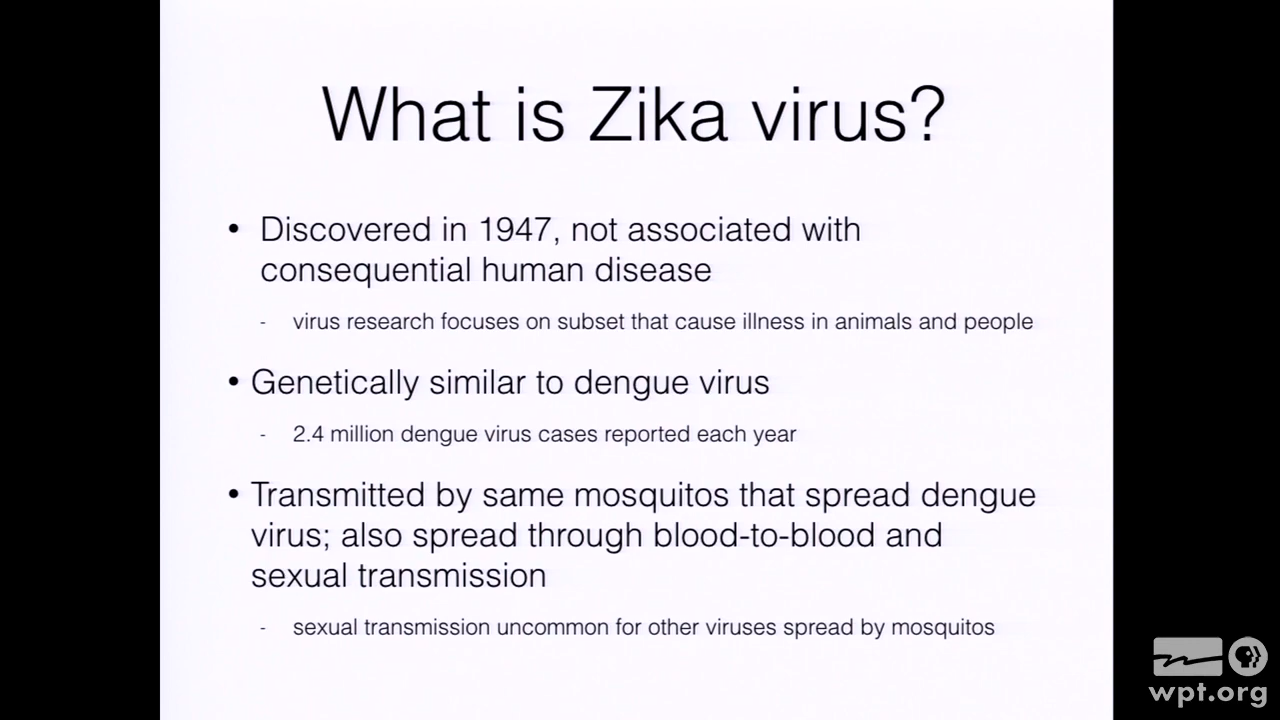 What is Zika virus?
• Discovered in 1947, not associated with
consequential human disease
- virus research focuses on subset that cause illness in animals and people
• Genetically similar to dengue virus
- 2.4 million dengue virus cases reported each year
• Transmitted by same mosquitos that spread dengue
virus; also spread through blood-to-blood and
sexual transmission
- sexual transmission uncommon for other viruses spread by mosquitos
wpt.org